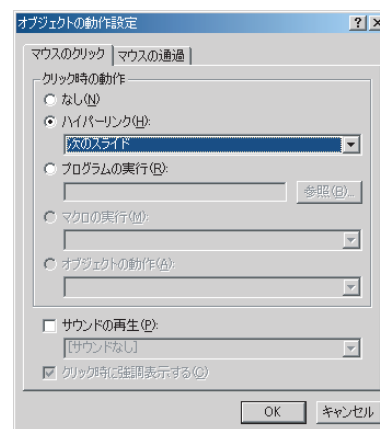 オブジェクトの動作設定
マウスのクリック マウスの通過
クリック時の動作
なし(N)
ハイパーリンク(H):
次のスライド
プログラムの実行(R):
参照(B)...
マクロの実行(M):
オブジェクトの動作(A):
サウンドの再生(P):
[サウンドなし]
クリック時に強調表示する(C)
OK キャンセル